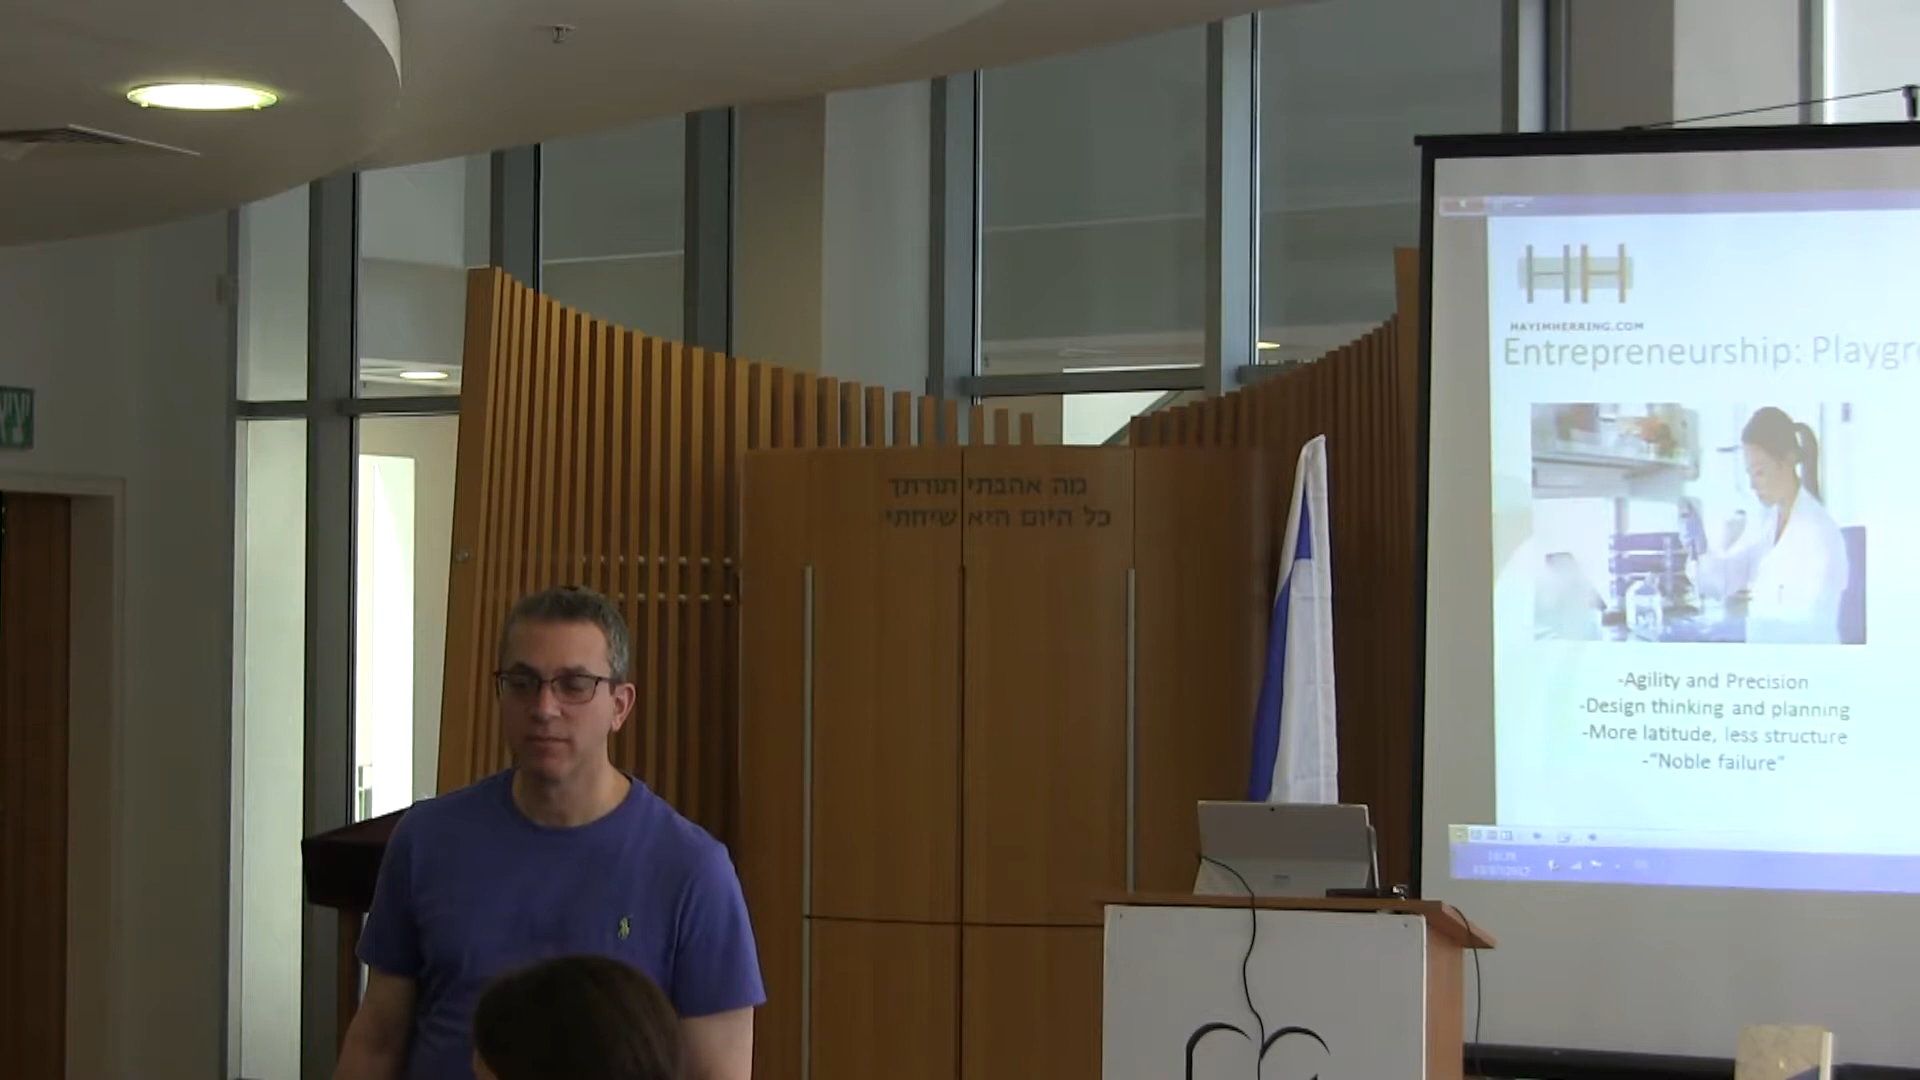 מה אהבתי תורתך
כל היום היא שיחתי
HAYIMHERRING.COM
Entrepreneurship: Playgr
-Agility and Precision
-Design thinking and planning
-More latitude, less structure
-"Noble failure"